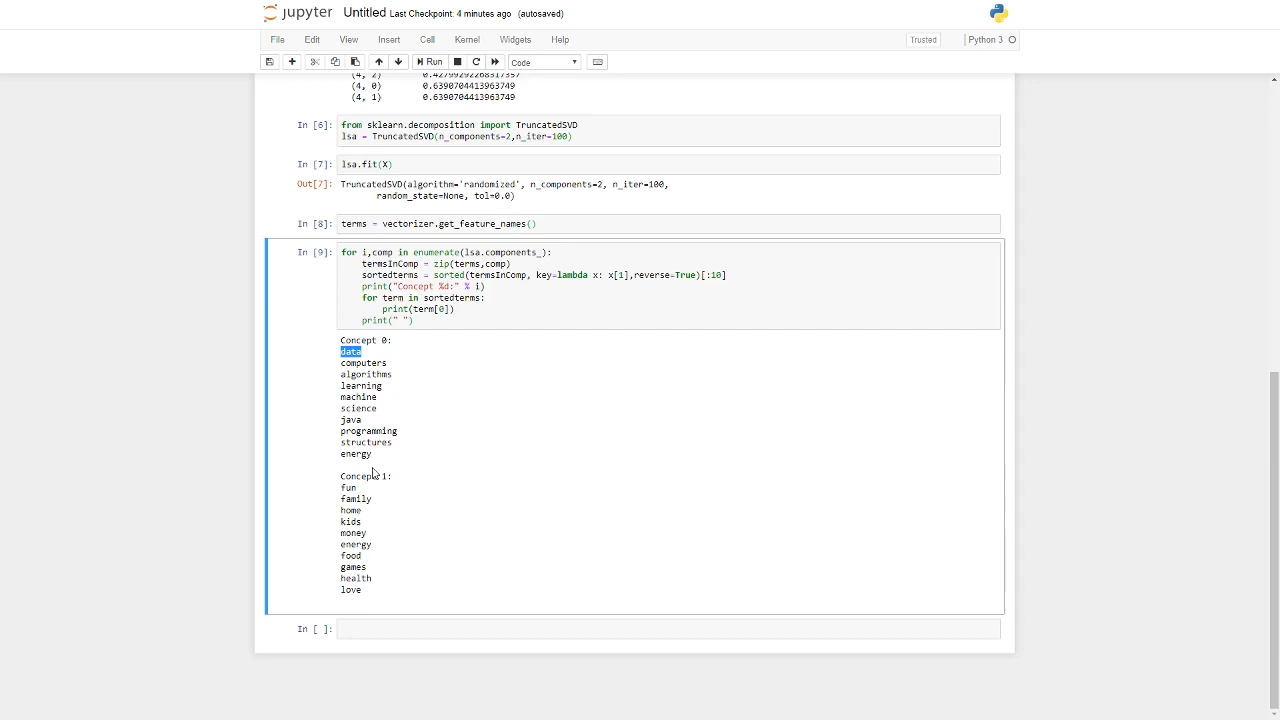 jupyter Untitled Last Checkpoint: 4 minutes ago (autosaved)
File Edit View Insert Cell Kernel Widgets Help Trusted Python 3
Run Code
(4, 2) 0.42799292268317357
(4, 0) 0.6390704413963749
(4, 1) 0.6390704413963749
In [6]: from sklearn.decomposition import TruncatedSVD
lsa = TruncatedSVD(n_components=2,n_iter=100)
In [7]: lsa.fit(X)
Out[7]: TruncatedSVD(algorithm='randomized', n_components=2, n_iter=100,
random_state=None, tol=0.0)
In [8]: terms = vectorizer.get_feature_names()
In [9]: for i,comp in enumerate(lsa.components_):
termsInComp = zip(terms,comp)
sortedterms = sorted(termsInComp, key=lambda x: x[1],reverse=True)[:10]
print("Concept %d:" % i)
for term in sortedterms:
print(term[0])
print(" ")
Concept 0:
data
computers
algorithms
learning
machine
science
java
programming
structures
energy
Concept 1:
fun
family
home
kids
money
energy
food
games
health
love
In [ ]: